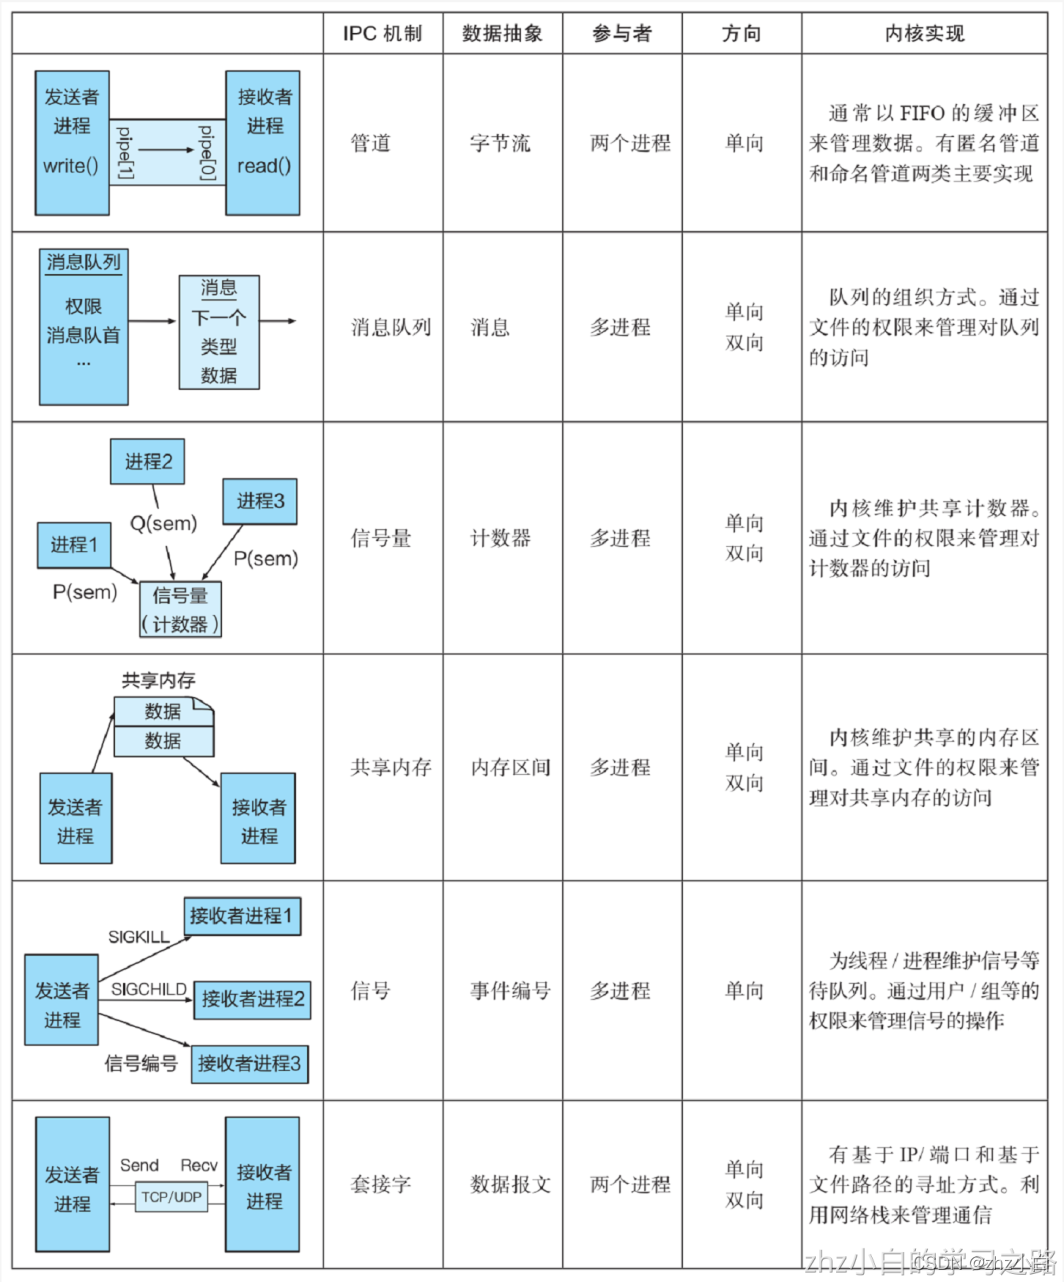 IPC 机制
数据抽象
参与者
方向
内核实现
发送者
进程
write()
pipe[1]
pipe[0]
接收者
进程
read()
管道
字节流
两个进程
单向
通常以 FIFO 的缓冲区
来管理数据。有匿名管道
和命名管道两类主要实现
消息队列
权限
消息队首
...
消息
下一个
类型
数据
消息队列
消息
多进程
单向
双向
队列的组织方式。通过
文件的权限来管理对队列
的访问
进程2
进程3
Q(sem)
进程1
P(sem)
P(sem)
信号量
（计数器）
信号量
计数器
多进程
单向
双向
内核维护共享计数器。
通过文件的权限来管理对
计数器的访问
共享内存
数据
数据
发送者
进程
接收者
进程
共享内存
内存区间
多进程
单向
双向
内核维护共享的内存区
间。通过文件的权限来管
理对共享内存的访问
接收者进程1
SIGKILL
发送者
进程
SIGCHILD
接收者进程2
信号编号
接收者进程3
信号
事件编号
多进程
单向
为线程 / 进程维护信号等
待队列。通过用户 / 组等的
权限来管理信号的操作
发送者
进程
Send
Recv
TCP/UDP
接收者
进程
套接字
数据报文
两个进程
单向
双向
有基于 IP/ 端口和基于
文件路径的寻址方式。利
用网络栈来管理通信
zhz小白的学习之路
CSDN @zhz小白